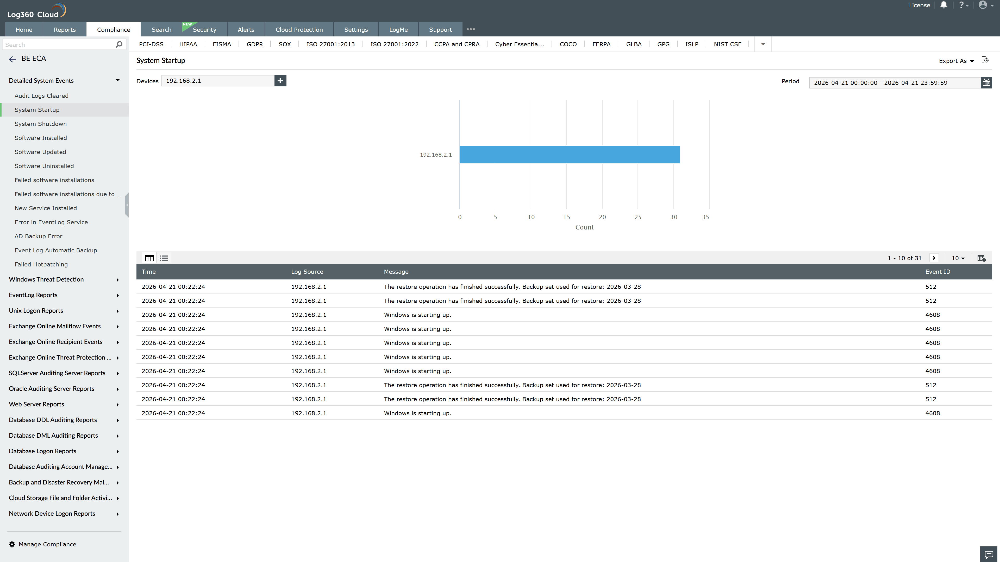 License
Log360 Cloud
Home Reports Compliance Search NEW Security Alerts Cloud Protection Settings LogMe Support
Search
PCI-DSS HIPAA FISMA GDPR SOX ISO 27001:2013 ISO 27001:2022 CCPA and CPRA Cyber Essentia... COCO FERPA GLBA GPG ISLP NIST CSF
BE ECA
Detailed System Events
Audit Logs Cleared
System Startup
System Shutdown
Software Installed
Software Updated
Software Uninstalled
Failed software installations
Failed software installations due to ...
New Service Installed
Error in EventLog Service
AD Backup Error
Event Log Automatic Backup
Failed Hotpatching
Windows Threat Detection
EventLog Reports
Unix Logon Reports
Exchange Online Mailflow Events
Exchange Online Recipient Events
Exchange Online Threat Protection ...
SQLServer Auditing Server Reports
Oracle Auditing Server Reports
Web Server Reports
Database DDL Auditing Reports
Database DML Auditing Reports
Database Logon Reports
Database Auditing Account Manage...
Backup and Disaster Recovery Mal...
Cloud Storage File and Folder Activi...
Network Device Logon Reports
Manage Compliance
System Startup
Export As
Devices 192.168.2.1
Period 2026-04-21 00:00:00 - 2026-04-21 23:59:59
192.168.2.1
0 5 10 15 20 25 30 35
Count
1 - 10 of 31 10
Time Log Source Message Event ID
2026-04-21 00:22:24 192.168.2.1 The restore operation has finished successfully. Backup set used for restore: 2026-03-28 512
2026-04-21 00:22:24 192.168.2.1 The restore operation has finished successfully. Backup set used for restore: 2026-03-28 512
2026-04-21 00:22:24 192.168.2.1 Windows is starting up. 4608
2026-04-21 00:22:24 192.168.2.1 Windows is starting up. 4608
2026-04-21 00:22:24 192.168.2.1 Windows is starting up. 4608
2026-04-21 00:22:24 192.168.2.1 Windows is starting up. 4608
2026-04-21 00:22:24 192.168.2.1 Windows is starting up. 4608
2026-04-21 00:22:24 192.168.2.1 The restore operation has finished successfully. Backup set used for restore: 2026-03-28 512
2026-04-21 00:22:24 192.168.2.1 The restore operation has finished successfully. Backup set used for restore: 2026-03-28 512
2026-04-21 00:22:24 192.168.2.1 Windows is starting up. 4608